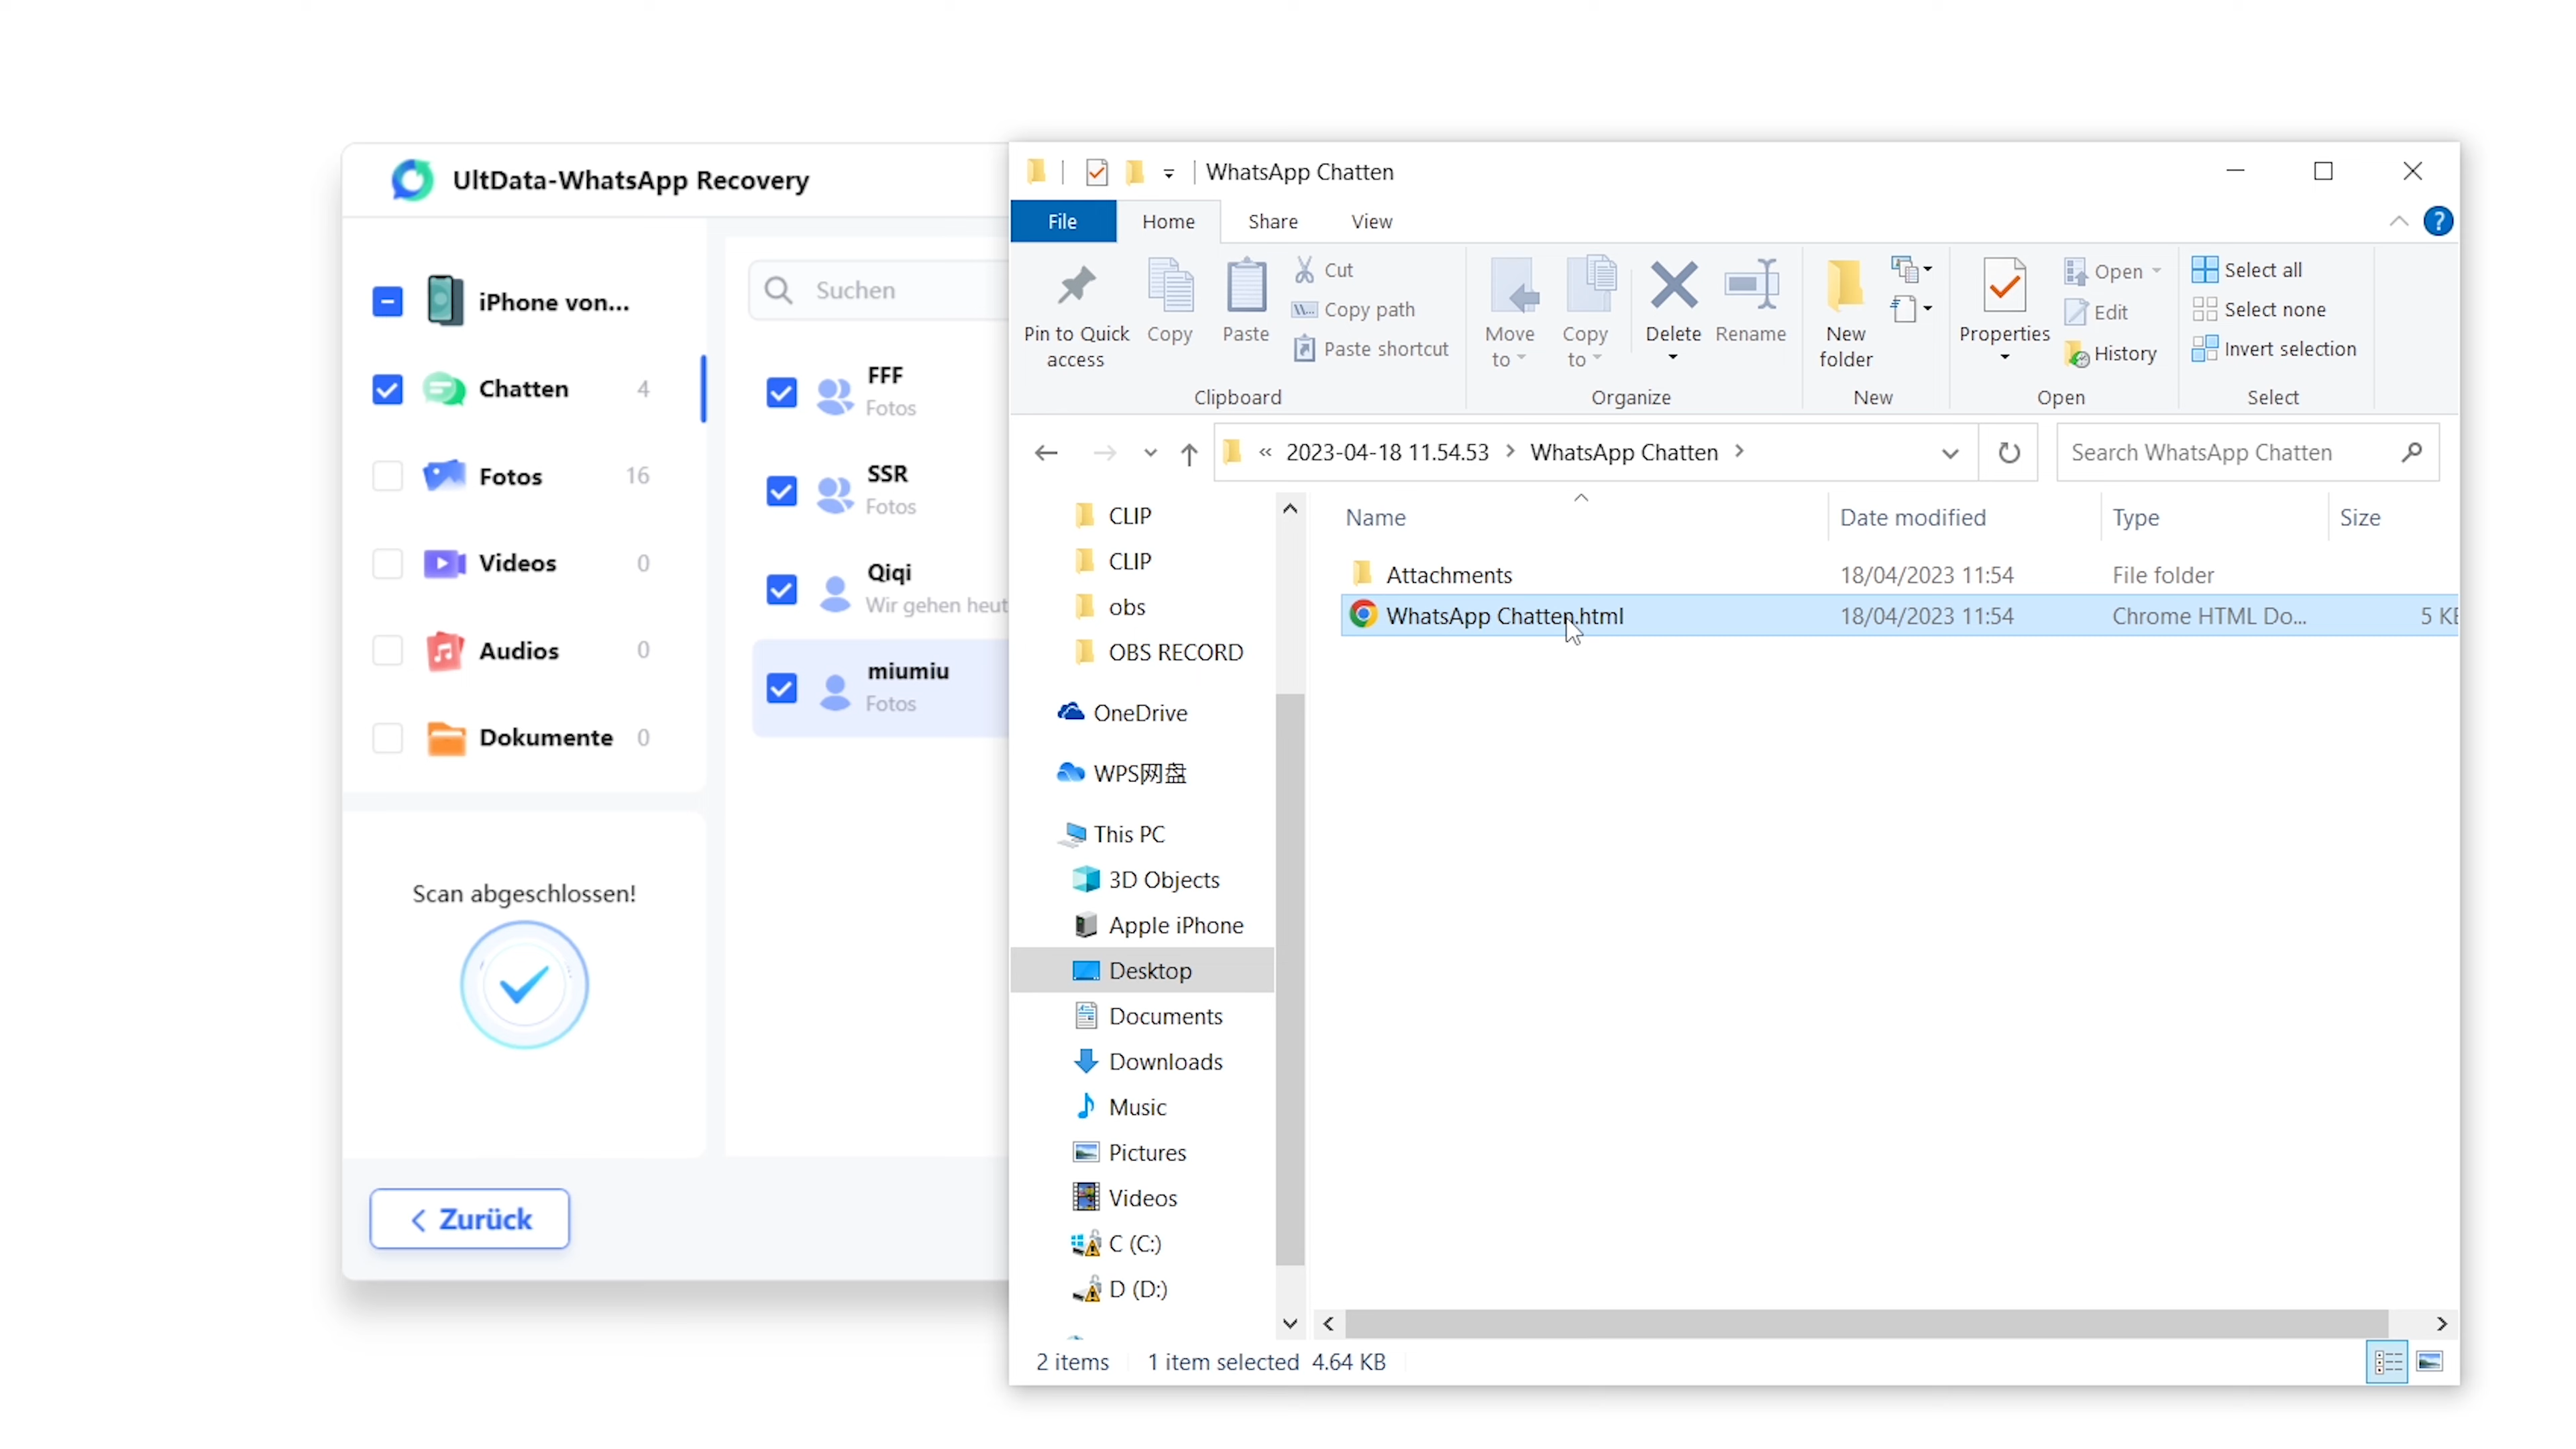 UltData-WhatsApp Recovery
iPhone von...
Chatten 4
Fotos 16
Videos 0
Audios 0
Dokumente 0
Scan abgeschlossen!
Zurück
Suchen
FFF
Fotos
SSR
Fotos
Qiqi
Wir gehen heut
miumiu
Fotos
WhatsApp Chatten
File Home Share View
Pin to Quick access
Copy
Paste
Cut
Copy path
Paste shortcut
Clipboard
Move to
Copy to
Delete
Rename
Organize
New folder
New
Properties
Open
Edit
History
Open
Select all
Select none
Invert selection
Select
« 2023-04-18 11.54.53 > WhatsApp Chatten >
Search WhatsApp Chatten
CLIP
CLIP
obs
OBS RECORD
OneDrive
WPS网盘
This PC
3D Objects
Apple iPhone
Desktop
Documents
Downloads
Music
Pictures
Videos
C (C:)
D (D:)
Name Date modified Type Size
Attachments 18/04/2023 11:54 File folder
WhatsApp Chatten.html 18/04/2023 11:54 Chrome HTML Do... 5 KB
2 items 1 item selected 4.64 KB